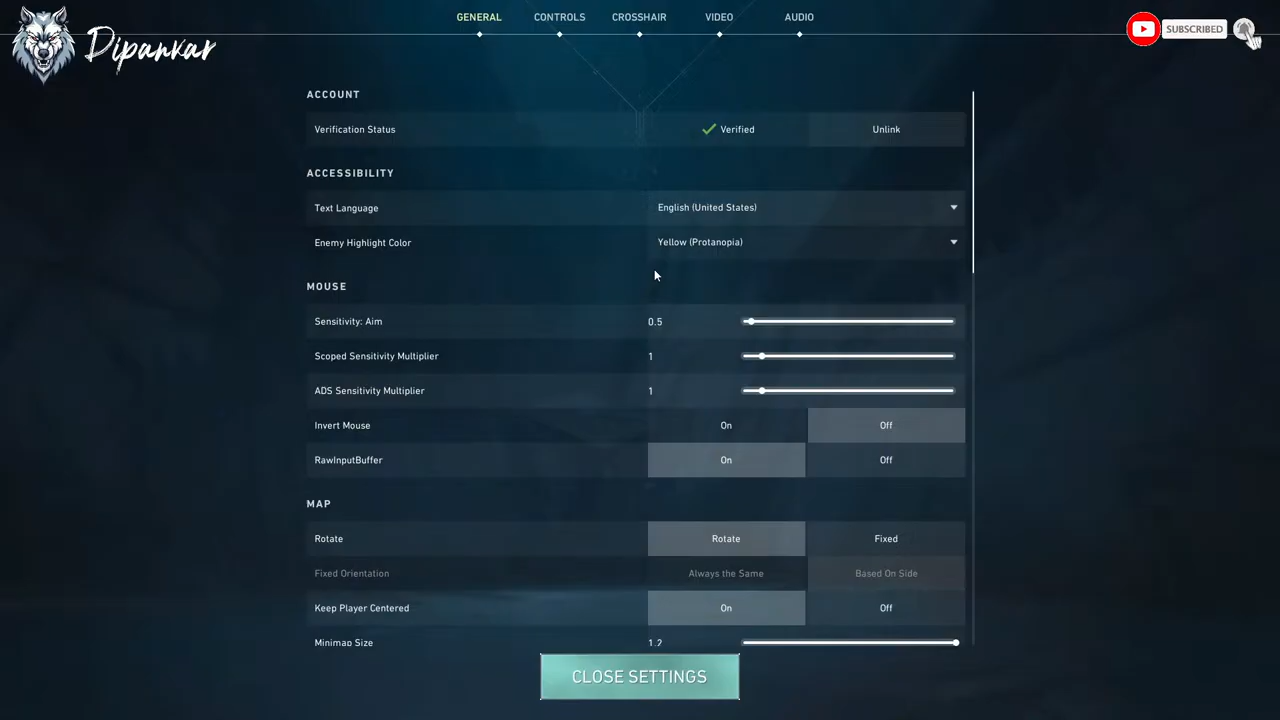 GENERAL CONTROLS CROSSHAIR VIDEO AUDIO
Dipankar
SUBSCRIBED
ACCOUNT
Verification Status Verified Unlink
ACCESSIBILITY
Text Language English (United States)
Enemy Highlight Color Yellow (Protanopia)
MOUSE
Sensitivity: Aim 0.5
Scoped Sensitivity Multiplier 1
ADS Sensitivity Multiplier 1
Invert Mouse On Off
RawInputBuffer On Off
MAP
Rotate Rotate Fixed
Fixed Orientation Always the Same Based On Side
Keep Player Centered On Off
Minimap Size 1.2
CLOSE SETTINGS